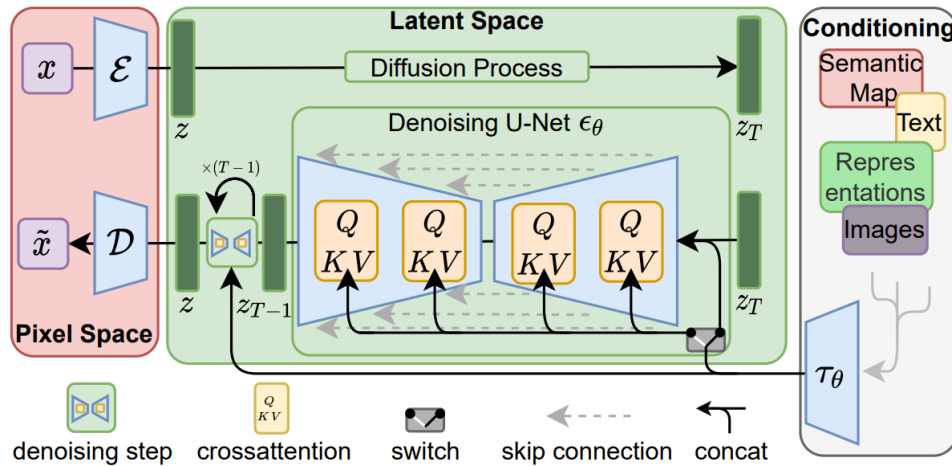 Latent Space
Conditioning
x
ℰ
z
Diffusion Process
z_T
Semantic
Map
Text
Repres
entations
Images
Denoising U-Net ϵ_θ
×(T−1)
x̃
𝒟
z
z_{T−1}
Q
KV
Q
KV
Q
KV
Q
KV
z_T
τ_θ
Pixel Space
Q
KV
denoising step
crossattention
switch
skip connection
concat